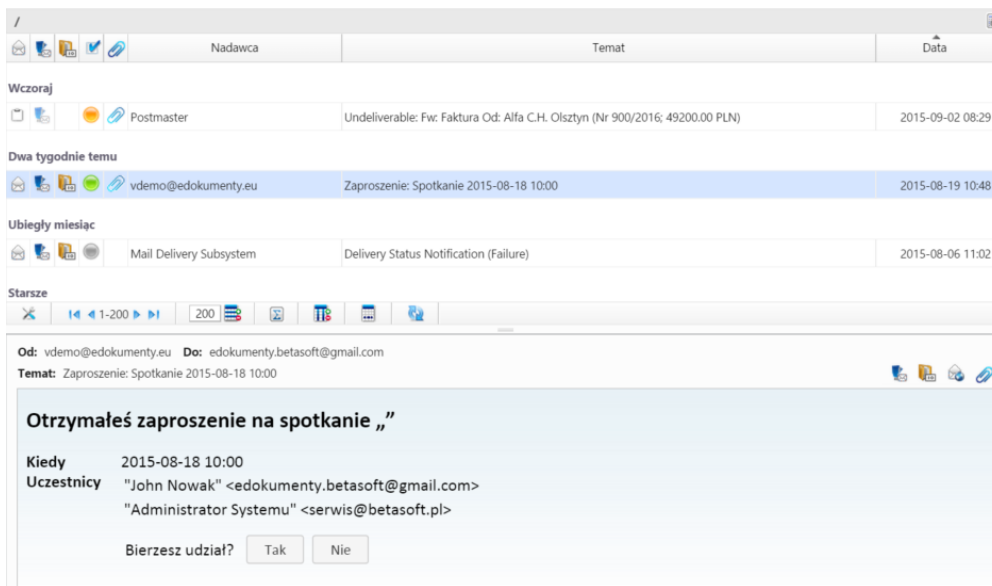 /
Nadawca Temat Data
Wczoraj
Postmaster Undeliverable: Fw: Faktura Od: Alfa C.H. Olsztyn (Nr 900/2016; 49200.00 PLN) 2015-09-02 08:29
Dwa tygodnie temu
vdemo@edokumenty.eu Zaproszenie: Spotkanie 2015-08-18 10:00 2015-08-19 10:48
Ubiegły miesiąc
Mail Delivery Subsystem Delivery Status Notification (Failure) 2015-08-06 11:02
Starsze
1-200 200
Od: vdemo@edokumenty.eu Do: edokumenty.betasoft@gmail.com
Temat: Zaproszenie: Spotkanie 2015-08-18 10:00
Otrzymałeś zaproszenie na spotkanie „”
Kiedy 2015-08-18 10:00
Uczestnicy "John Nowak" <edokumenty.betasoft@gmail.com>
"Administrator Systemu" <serwis@betasoft.pl>
Bierzesz udział? Tak Nie